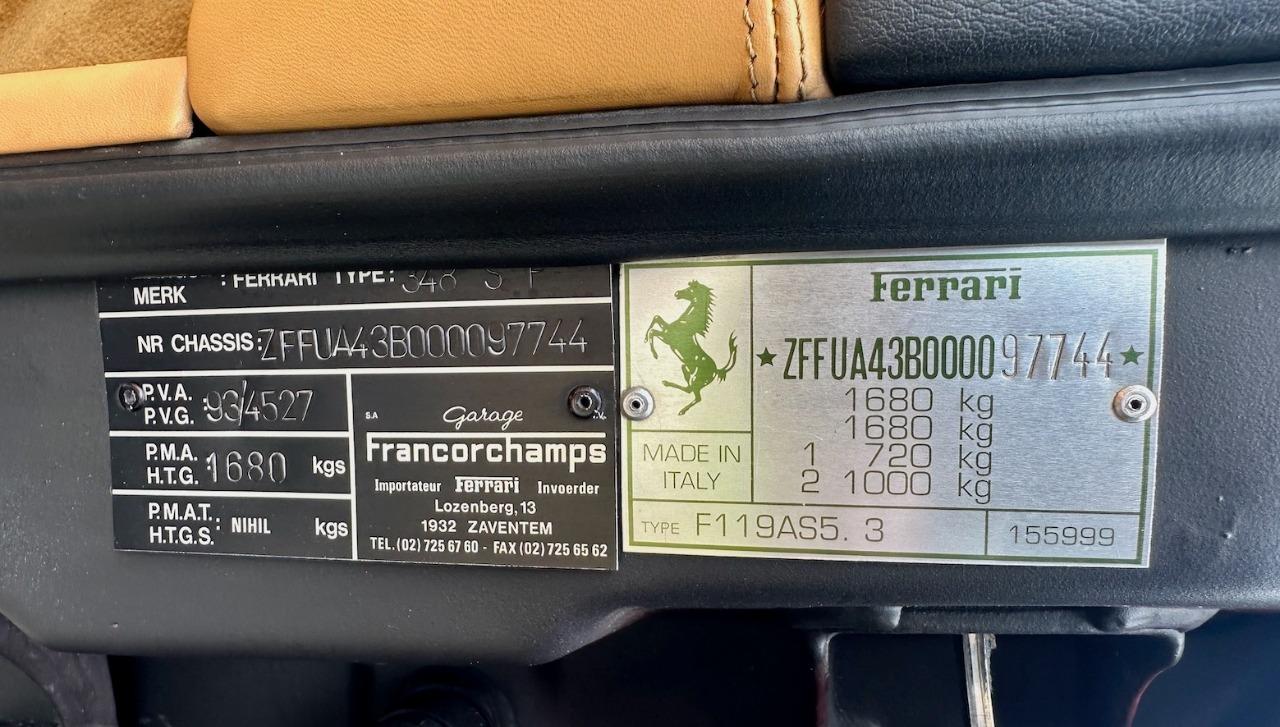 MERK : FERRARI TYPE: 348 S F
NR CHASSIS: ZFFUA43B000097744
P.V.A.
P.V.G. : 93/4527
P.M.A.
H.T.G. : 1680 kgs
P.M.A.T.
H.T.G.S. : NIHIL kgs
S.A Garage
Francorchamps
Importateur Ferrari Invoerder
Lozenberg, 13
1932 ZAVENTEM
TEL.(02) 725 67 60 - FAX (02) 725 65 62
Ferrari
★ZFFUA43B000097744★
1680 kg
1680 kg
1 720 kg
2 1000 kg
MADE IN
ITALY
TYPE F119AS5. 3
155999